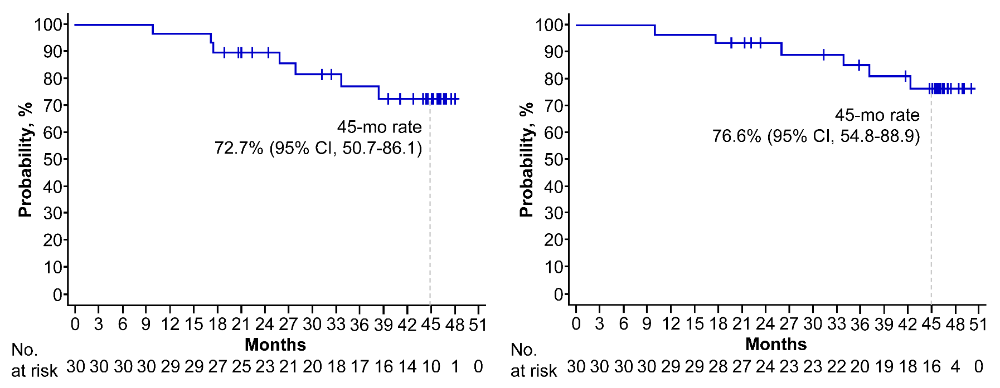 100
90
80
70
60
50
40
30
20
10
0
Probability, %
45-mo rate
72.7% (95% CI, 50.7-86.1)
0 3 6 9 12 15 18 21 24 27 30 33 36 39 42 45 48 51
Months
No.
at risk 30 30 30 30 29 29 27 25 23 21 20 18 17 16 14 10 1 0
100
90
80
70
60
50
40
30
20
10
0
Probability, %
45-mo rate
76.6% (95% CI, 54.8-88.9)
0 3 6 9 12 15 18 21 24 27 30 33 36 39 42 45 48 51
Months
No.
at risk 30 30 30 30 29 29 28 27 24 23 23 22 20 19 18 16 4 0